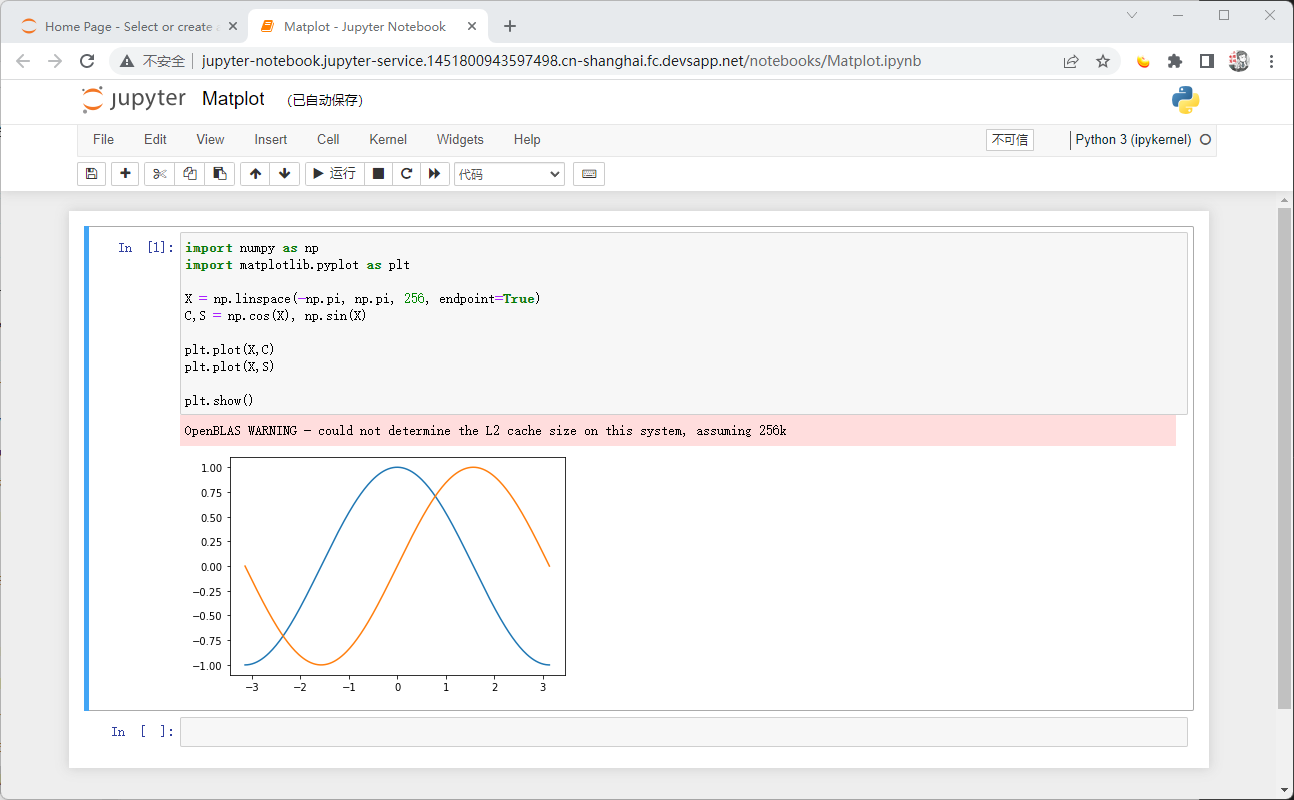 Home Page - Select or create
Matplot - Jupyter Notebook
不安全
jupyter-notebook.jupyter-service.1451800943597498.cn-shanghai.fc.devsapp.net/notebooks/Matplot.ipynb
jupyter Matplot (已自动保存)
File Edit View Insert Cell Kernel Widgets Help 不可信 Python 3 (ipykernel)
运行 代码
In [1]: import numpy as np
import matplotlib.pyplot as plt
X = np.linspace(-np.pi, np.pi, 256, endpoint=True)
C,S = np.cos(X), np.sin(X)
plt.plot(X,C)
plt.plot(X,S)
plt.show()
OpenBLAS WARNING - could not determine the L2 cache size on this system, assuming 256k
1.00
0.75
0.50
0.25
0.00
−0.25
−0.50
−0.75
−1.00
−3 −2 −1 0 1 2 3
In [ ]: